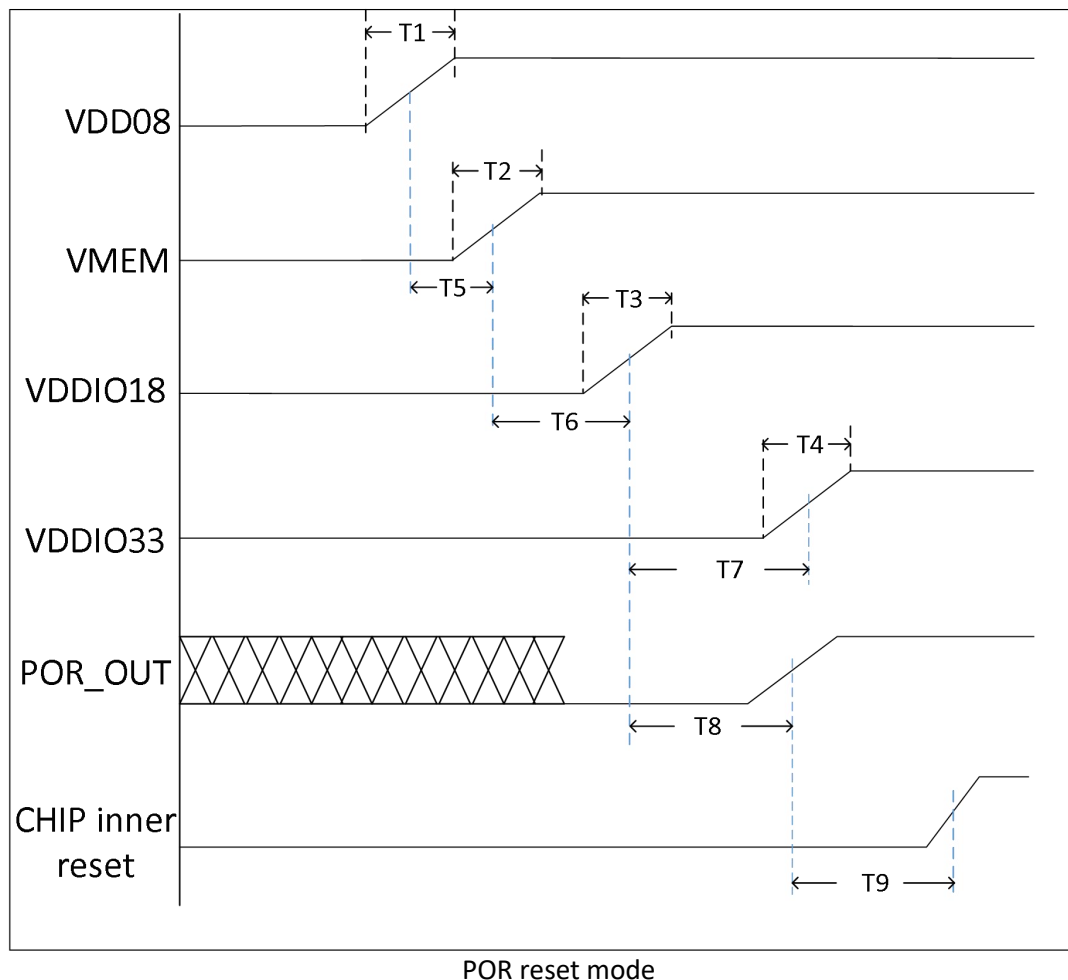 T1
VDD08
T2
VMEM
T5
T3
VDDIO18
T6
T4
VDDIO33
T7
POR_OUT
T8
CHIP inner
reset
T9
POR reset mode